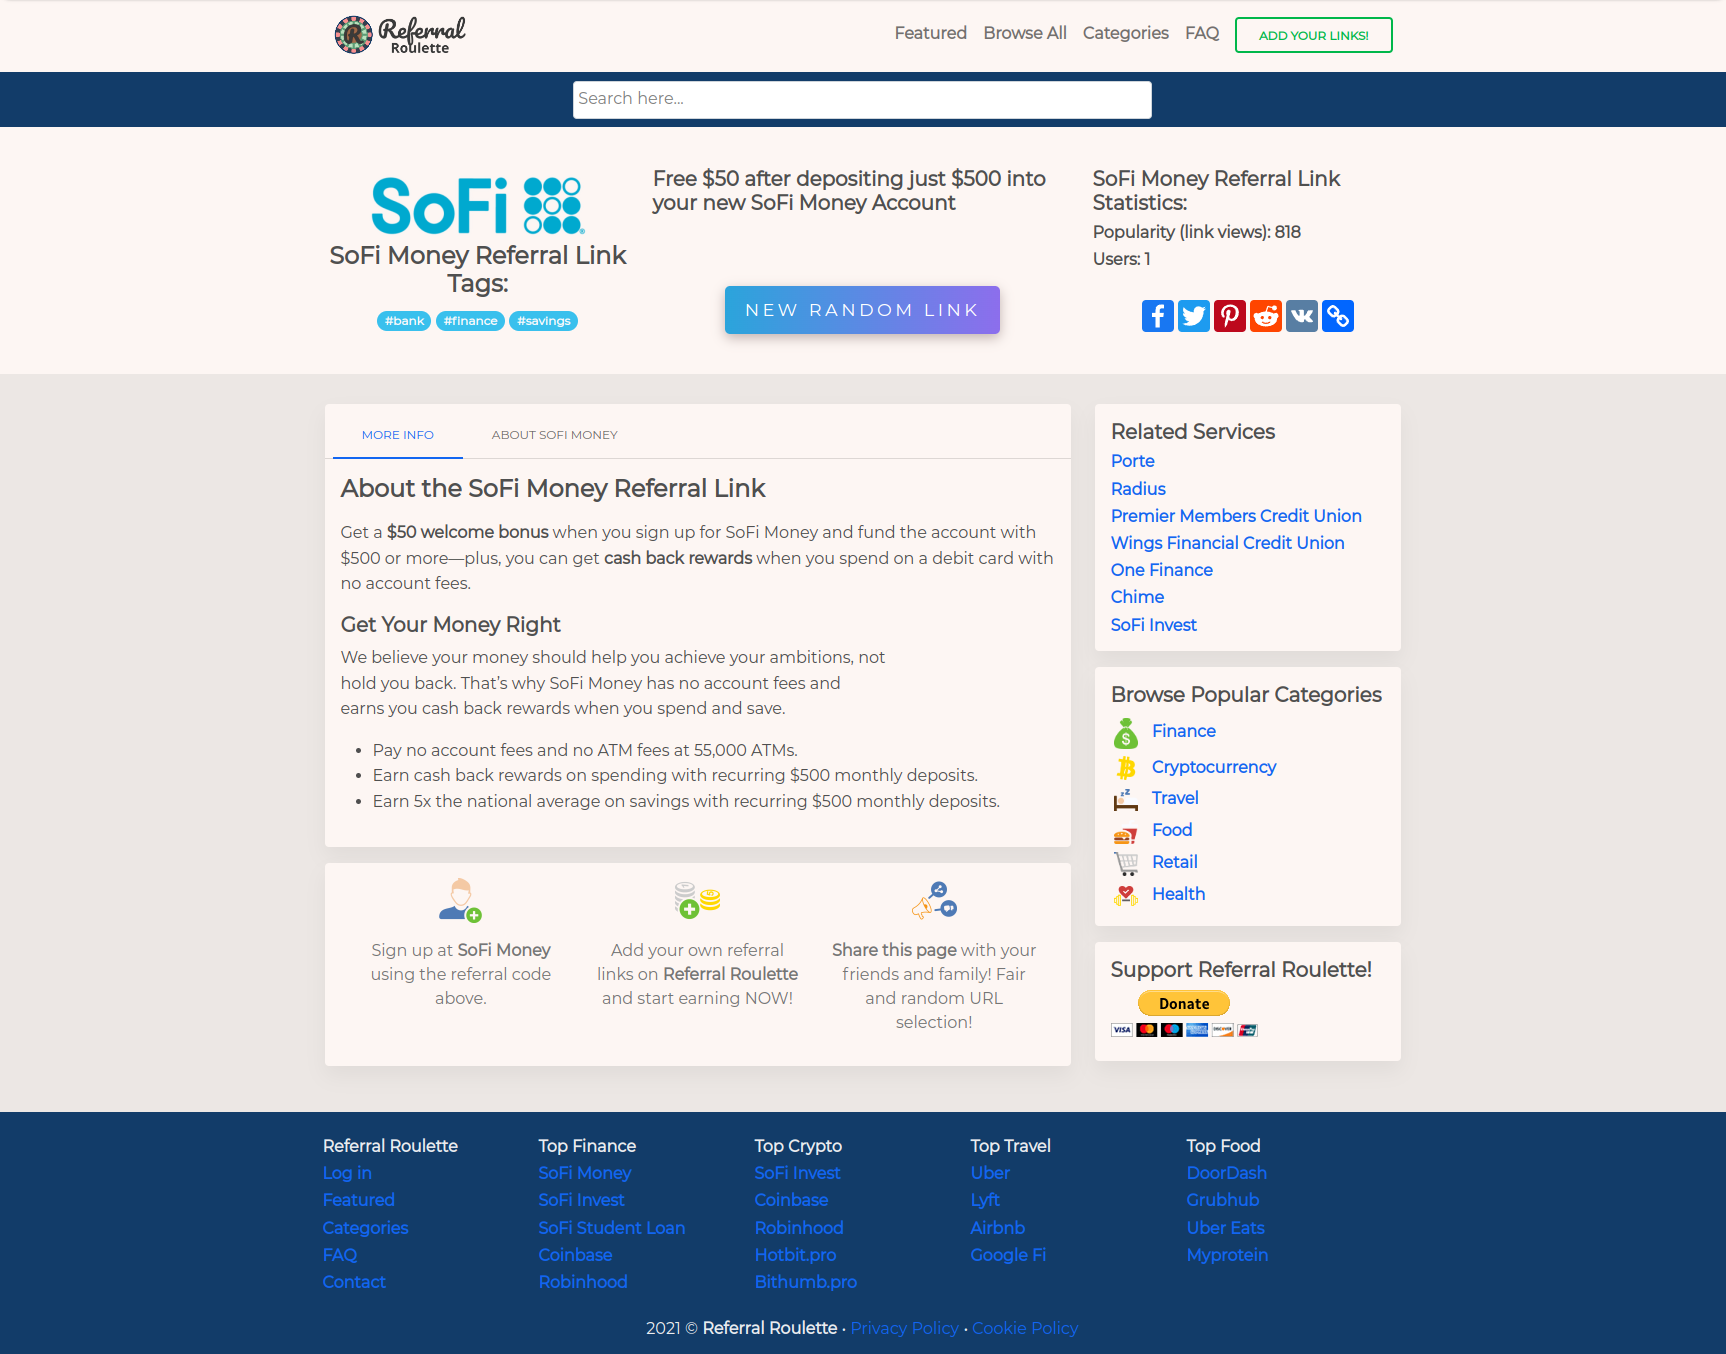 Referral
Roulette
Featured
Browse All
Categories
FAQ
ADD YOUR LINKS!
Search here...
SoFi
SoFi Money Referral Link
Tags:
#bank #finance #savings
Free $50 after depositing just $500 into
your new SoFi Money Account
NEW RANDOM LINK
SoFi Money Referral Link
Statistics:
Popularity (link views): 818
Users: 1
MORE INFO
ABOUT SOFI MONEY
About the SoFi Money Referral Link
Get a $50 welcome bonus when you sign up for SoFi Money and fund the account with
$500 or more—plus, you can get cash back rewards when you spend on a debit card with
no account fees.
Get Your Money Right
We believe your money should help you achieve your ambitions, not
hold you back. That’s why SoFi Money has no account fees and
earns you cash back rewards when you spend and save.
• Pay no account fees and no ATM fees at 55,000 ATMs.
• Earn cash back rewards on spending with recurring $500 monthly deposits.
• Earn 5x the national average on savings with recurring $500 monthly deposits.
Sign up at SoFi Money
using the referral code
above.
Add your own referral
links on Referral Roulette
and start earning NOW!
Share this page with your
friends and family! Fair
and random URL
selection!
Related Services
Porte
Radius
Premier Members Credit Union
Wings Financial Credit Union
One Finance
Chime
SoFi Invest
Browse Popular Categories
Finance
Cryptocurrency
Travel
Food
Retail
Health
Support Referral Roulette!
Donate
VISA
Referral Roulette
Log in
Featured
Categories
FAQ
Contact
Top Finance
SoFi Money
SoFi Invest
SoFi Student Loan
Coinbase
Robinhood
Top Crypto
SoFi Invest
Coinbase
Robinhood
Hotbit.pro
Bithumb.pro
Top Travel
Uber
Lyft
Airbnb
Google Fi
Top Food
DoorDash
Grubhub
Uber Eats
Myprotein
2021 © Referral Roulette • Privacy Policy • Cookie Policy